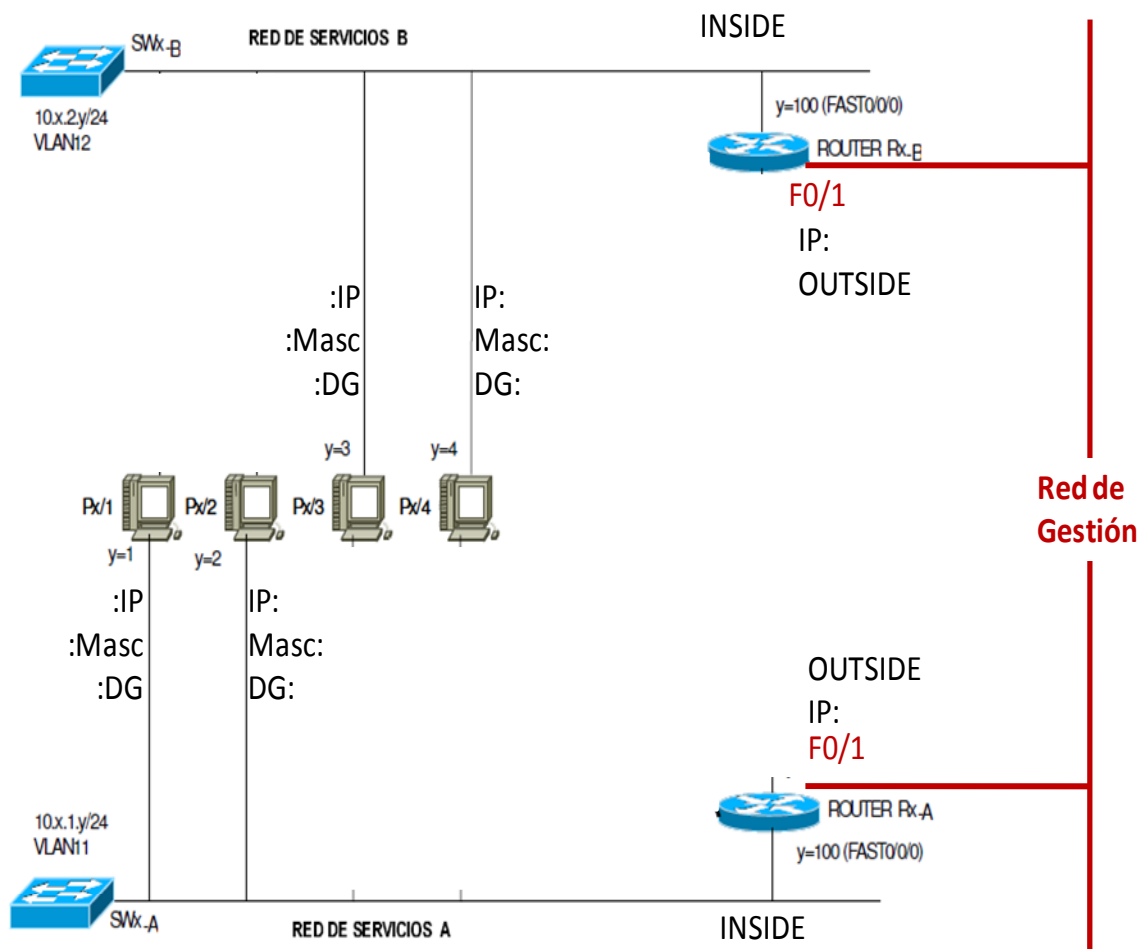 SWx-B
RED DE SERVICIOS B
INSIDE
10.x.2.y/24
VLAN12
y=100 (FAST0/0/0)
ROUTER Rx-B
F0/1
IP:
OUTSIDE
:IP
:Masc
:DG
IP:
Masc:
DG:
y=3
y=4
Px/1
Px/2
Px/3
Px/4
Red de
Gestión
y=1
y=2
:IP
:Masc
:DG
IP:
Masc:
DG:
OUTSIDE
IP:
F0/1
ROUTER Rx-A
y=100 (FAST0/0/0)
10.x.1.y/24
VLAN11
SWx-A
RED DE SERVICIOS A
INSIDE